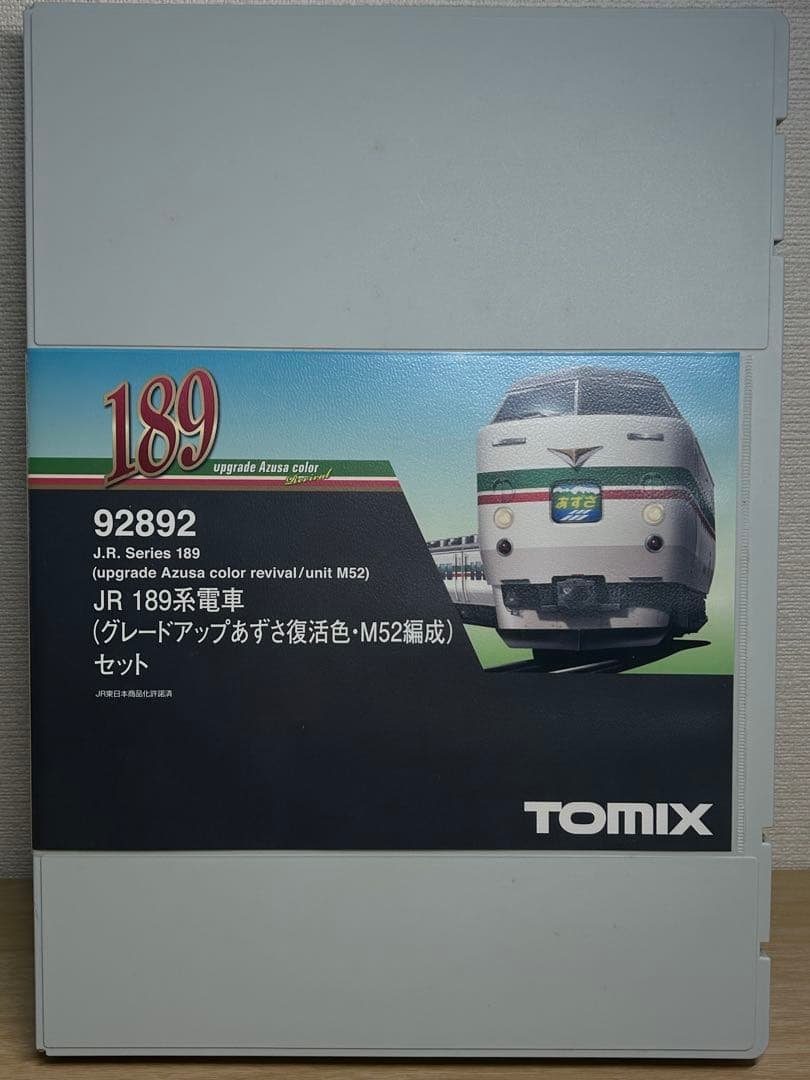 189
upgrade Azusa color
Revival
あずさ
92892
J.R. Series 189
(upgrade Azusa color revival/unit M52)
JR 189系電車
(グレードアップあずさ復活色・M52編成)
セット
JR東日本商品化許諾済
TOMIX